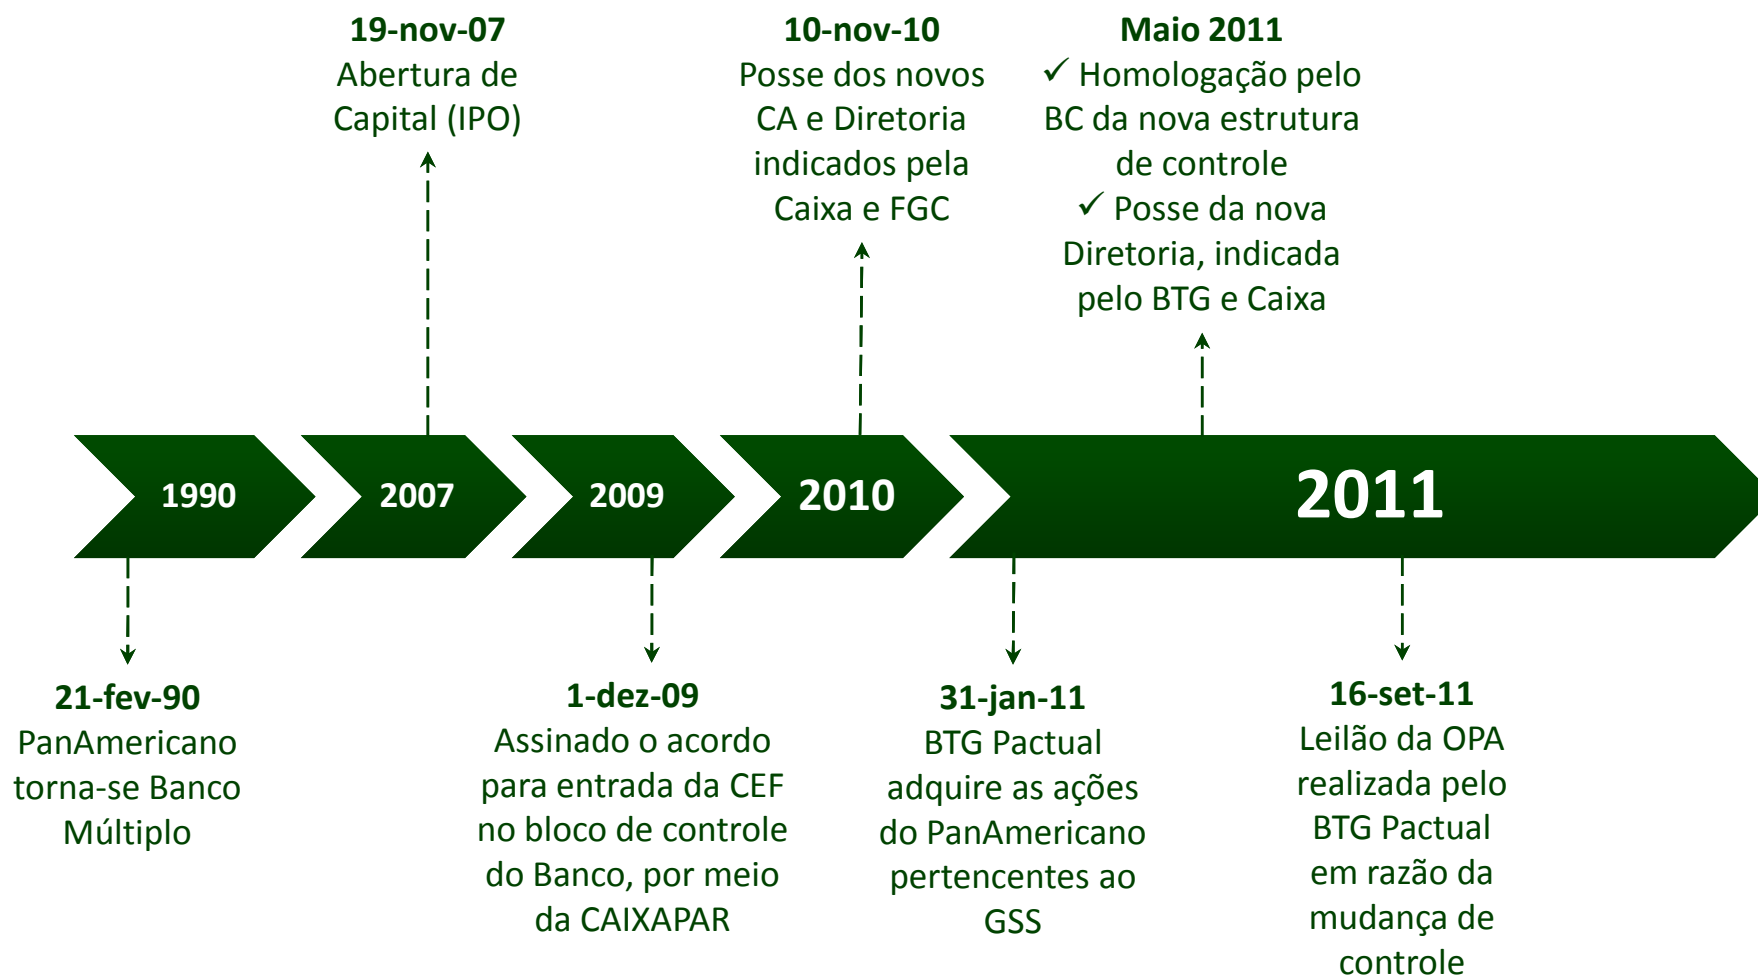 19-nov-07
Abertura de
Capital (IPO)
10-nov-10
Posse dos novos
CA e Diretoria
indicados pela
Caixa e FGC
Maio 2011
✓ Homologação pelo
BC da nova estrutura
de controle
✓ Posse da nova
Diretoria, indicada
pelo BTG e Caixa
1990
2007
2009
2010
2011
21-fev-90
PanAmericano
torna-se Banco
Múltiplo
1-dez-09
Assinado o acordo
para entrada da CEF
no bloco de controle
do Banco, por meio
da CAIXAPAR
31-jan-11
BTG Pactual
adquire as ações
do PanAmericano
pertencentes ao
GSS
16-set-11
Leilão da OPA
realizada pelo
BTG Pactual
em razão da
mudança de
controle